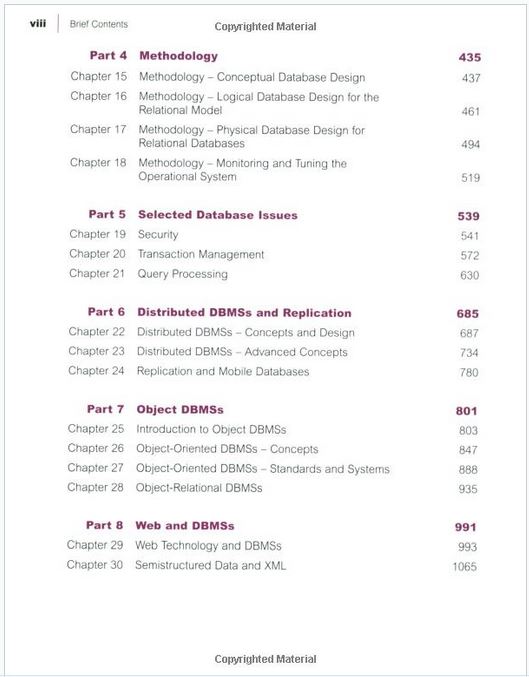 viii Brief Contents
Copyrighted Material
Part 4 Methodology 435
Chapter 15 Methodology – Conceptual Database Design 437
Chapter 16 Methodology – Logical Database Design for the
Relational Model 461
Chapter 17 Methodology – Physical Database Design for
Relational Databases 494
Chapter 18 Methodology – Monitoring and Tuning the
Operational System 519
Part 5 Selected Database Issues 539
Chapter 19 Security 541
Chapter 20 Transaction Management 572
Chapter 21 Query Processing 630
Part 6 Distributed DBMSs and Replication 685
Chapter 22 Distributed DBMSs – Concepts and Design 687
Chapter 23 Distributed DBMSs – Advanced Concepts 734
Chapter 24 Replication and Mobile Databases 780
Part 7 Object DBMSs 801
Chapter 25 Introduction to Object DBMSs 803
Chapter 26 Object-Oriented DBMSs – Concepts 847
Chapter 27 Object-Oriented DBMSs – Standards and Systems 888
Chapter 28 Object-Relational DBMSs 935
Part 8 Web and DBMSs 991
Chapter 29 Web Technology and DBMSs 993
Chapter 30 Semistructured Data and XML 1065
Copyrighted Material